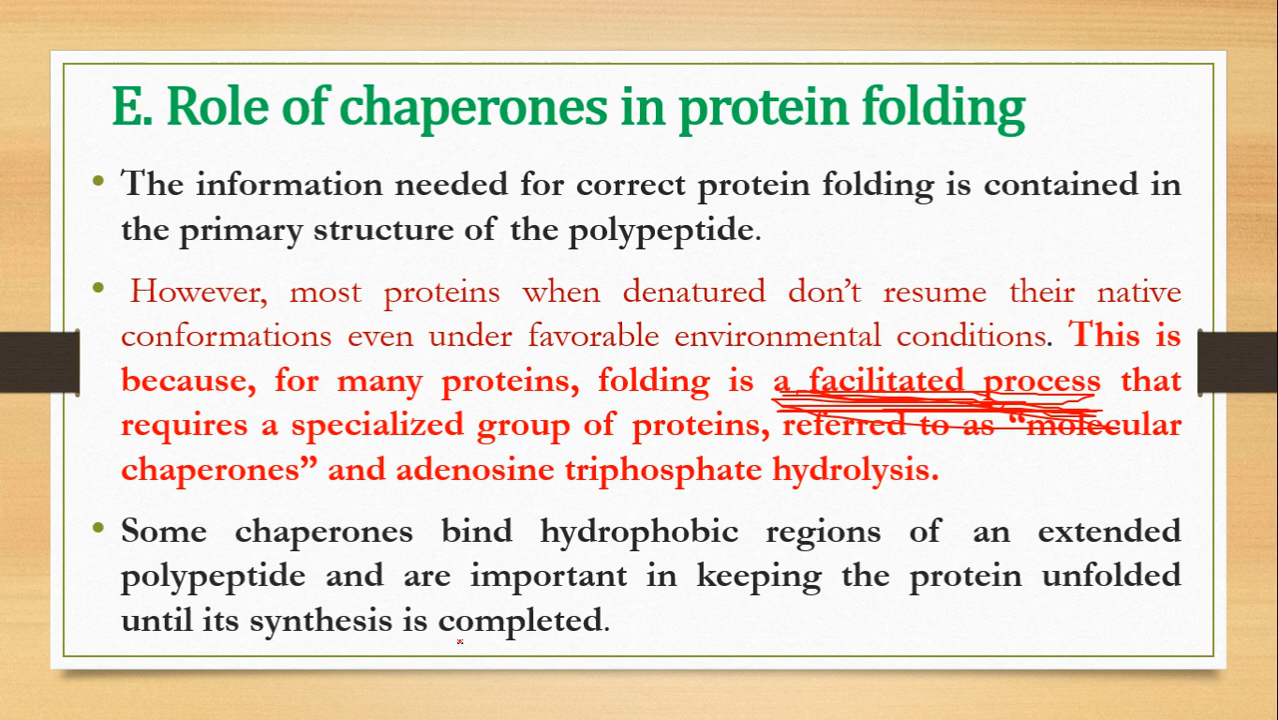 E. Role of chaperones in protein folding
• The information needed for correct protein folding is contained in
the primary structure of the polypeptide.
• However, most proteins when denatured don’t resume their native
conformations even under favorable environmental conditions. This is
because, for many proteins, folding is a facilitated process that
requires a specialized group of proteins, referred to as “molecular
chaperones” and adenosine triphosphate hydrolysis.
• Some chaperones bind hydrophobic regions of an extended
polypeptide and are important in keeping the protein unfolded
until its synthesis is completed.